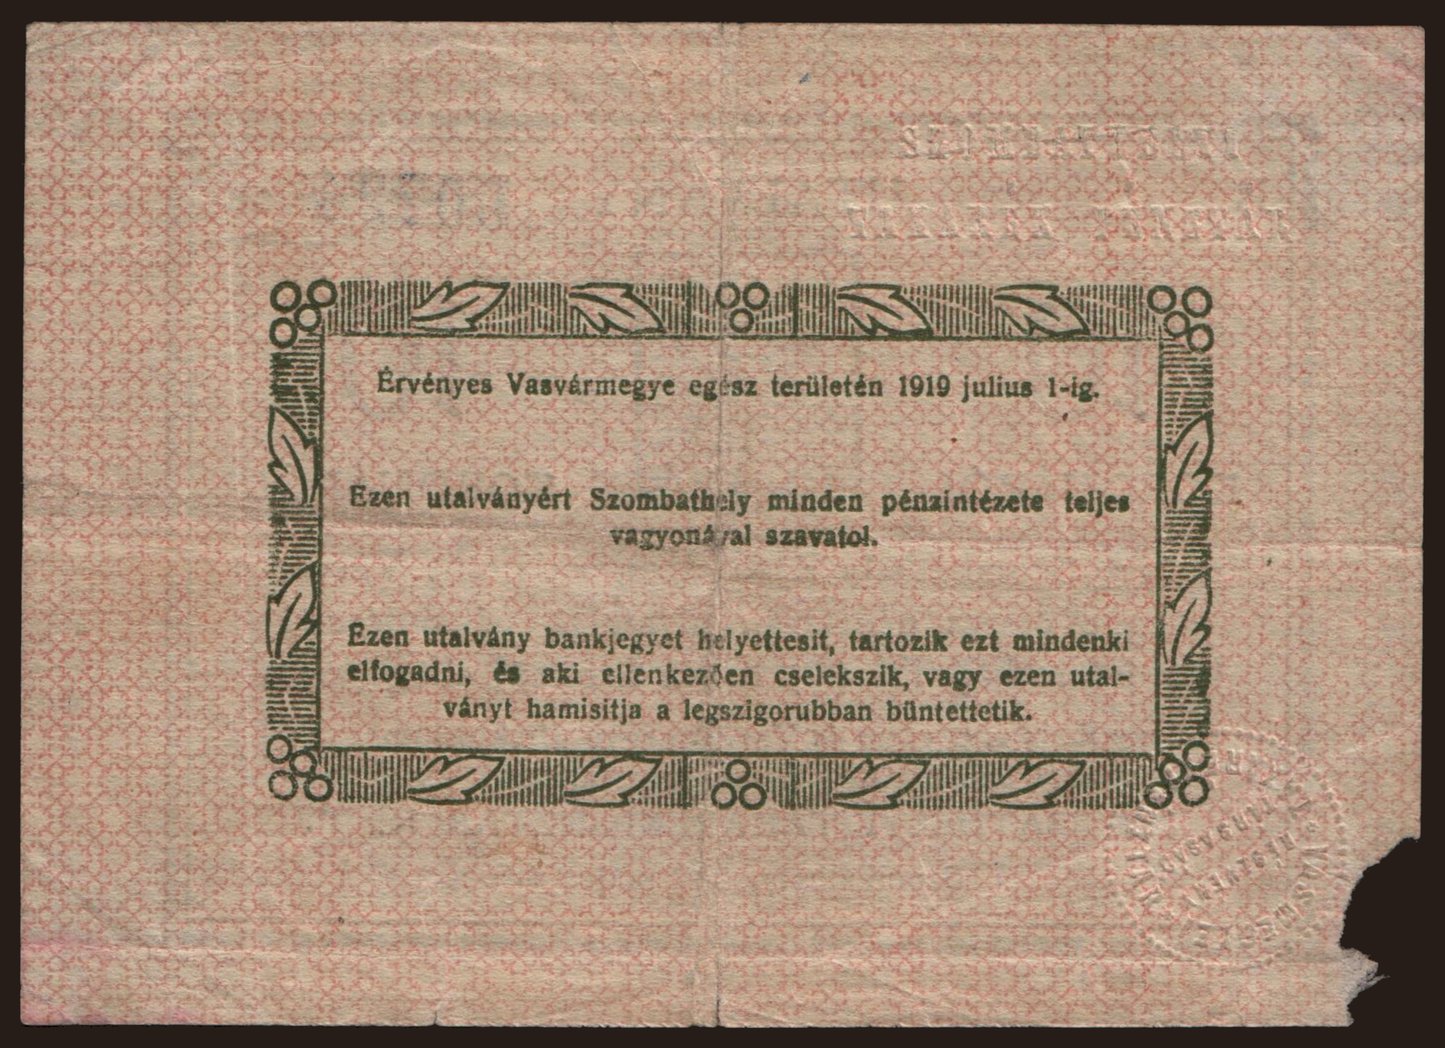 Érvényes Vasvármegye egész területén 1919 julius 1-ig.
Ezen utalványért Szombathely minden pénzintézete teljes
vagyonával szavatol.
Ezen utalvány bankjegyet helyettesit, tartozik ezt mindenki
elfogadni, és aki ellenkezően cselekszik, vagy ezen utal-
ványt hamisitja a legszigorubban büntettetik.